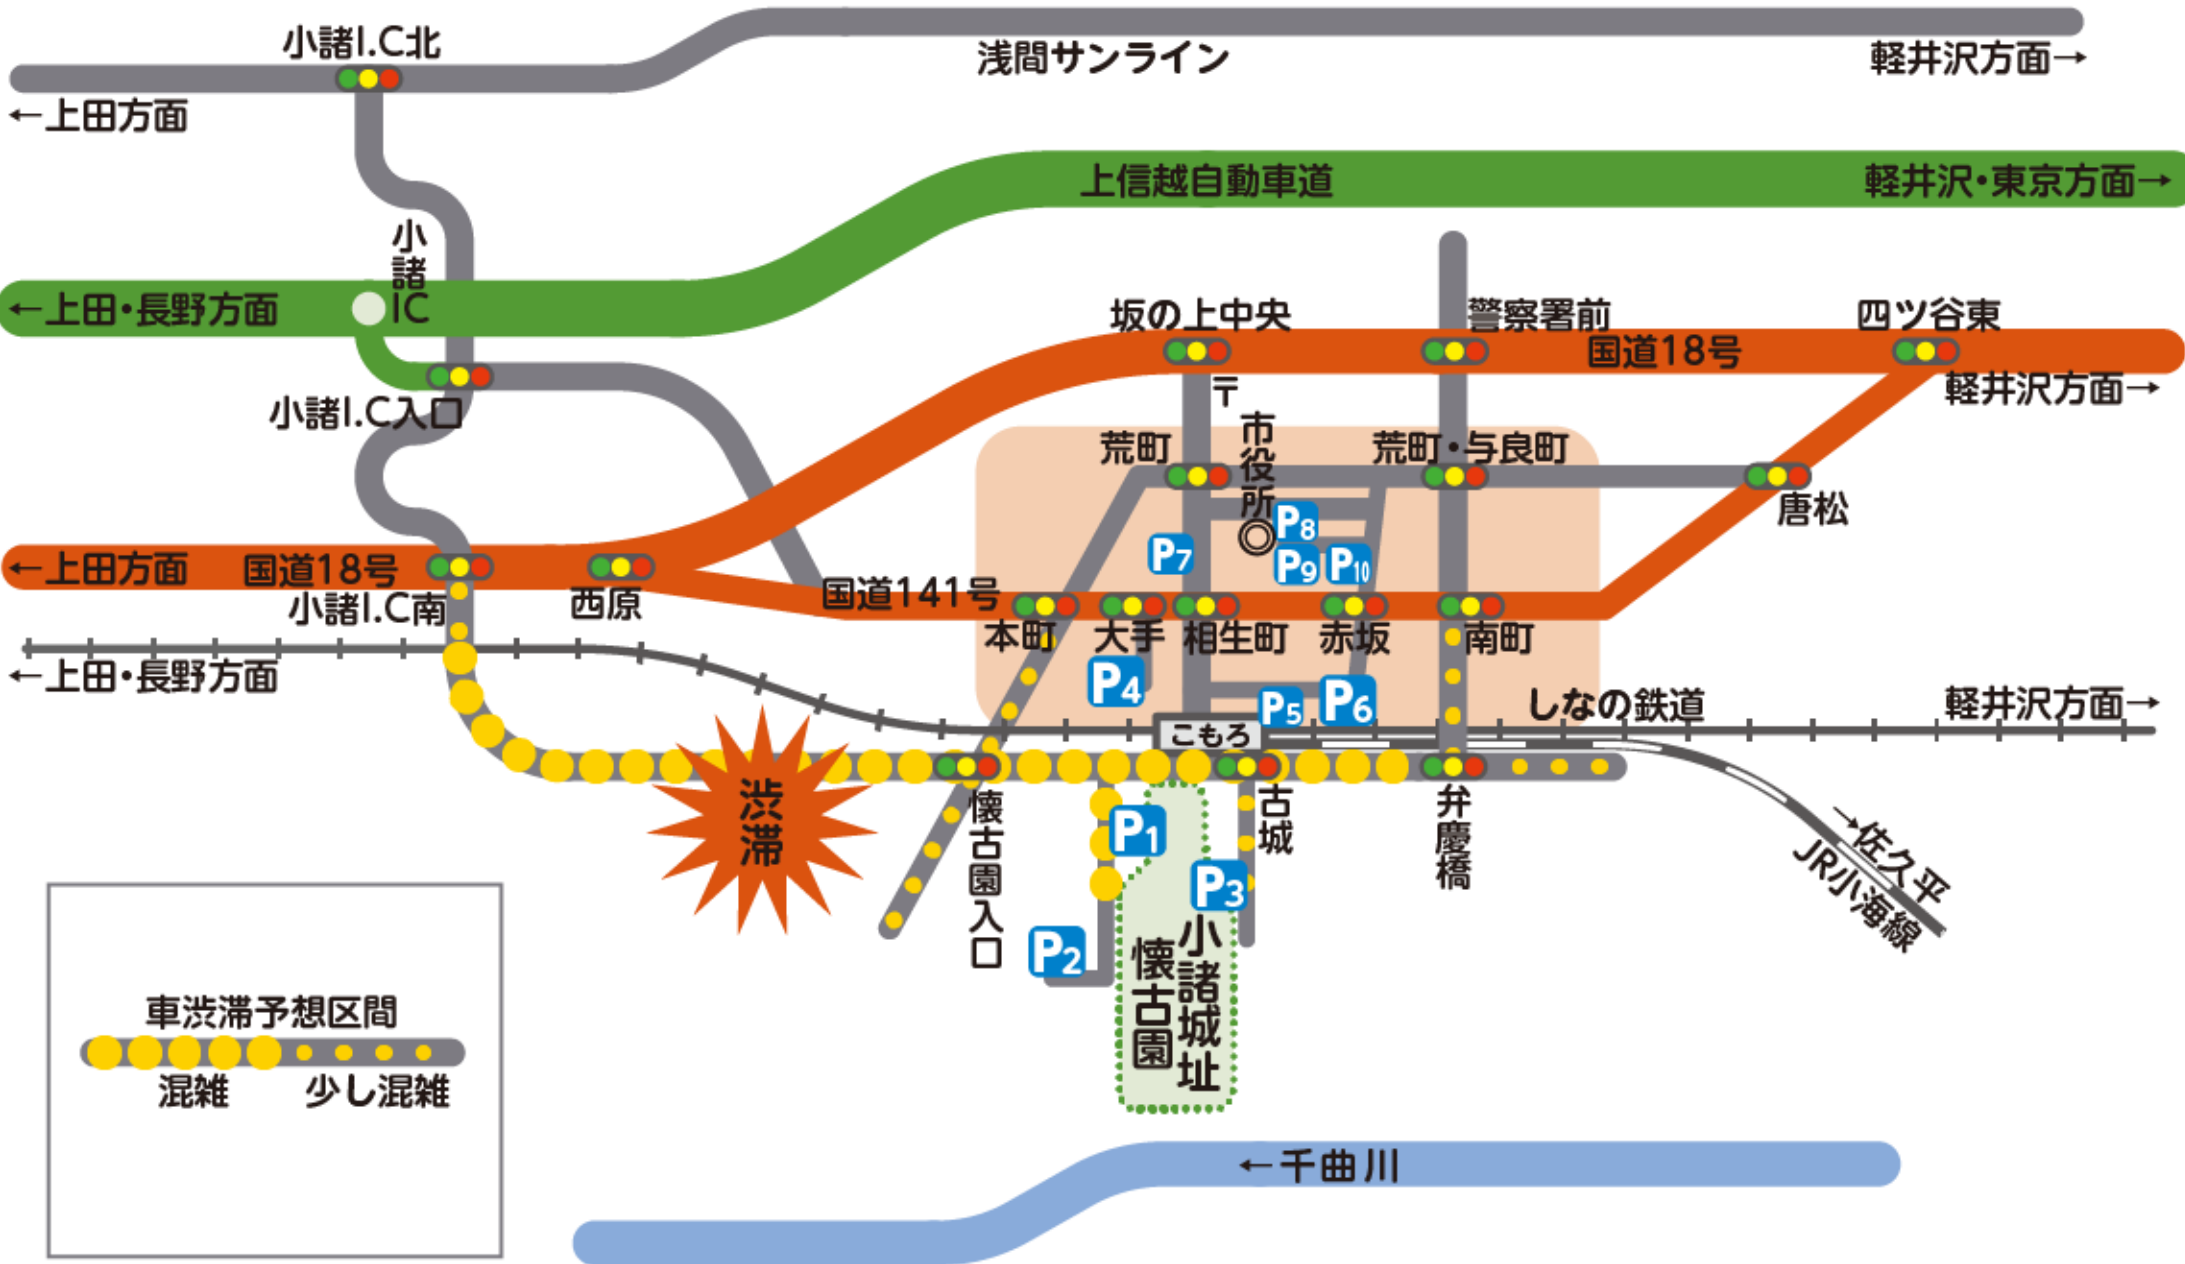 小諸I.C北
浅間サンライン
軽井沢方面→
←上田方面
上信越自動車道
軽井沢・東京方面→
小諸IC
←上田・長野方面
坂の上中央
警察署前
四ツ谷東
国道18号
軽井沢方面→
〒
小諸I.C入口
市役所
荒町
荒町・与良町
唐松
P8
P7
P9
P10
←上田方面
国道18号
小諸I.C南
西原
国道141号
本町
大手
相生町
赤坂
南町
←上田・長野方面
P4
P5
P6
しなの鉄道
軽井沢方面→
こもろ
渋滞
懐古園入口
P1
古城
弁慶橋
P3
P2
→佐久平
JR小海線
小諸城址
懐古園
車渋滞予想区間
混雑
少し混雑
←千曲川